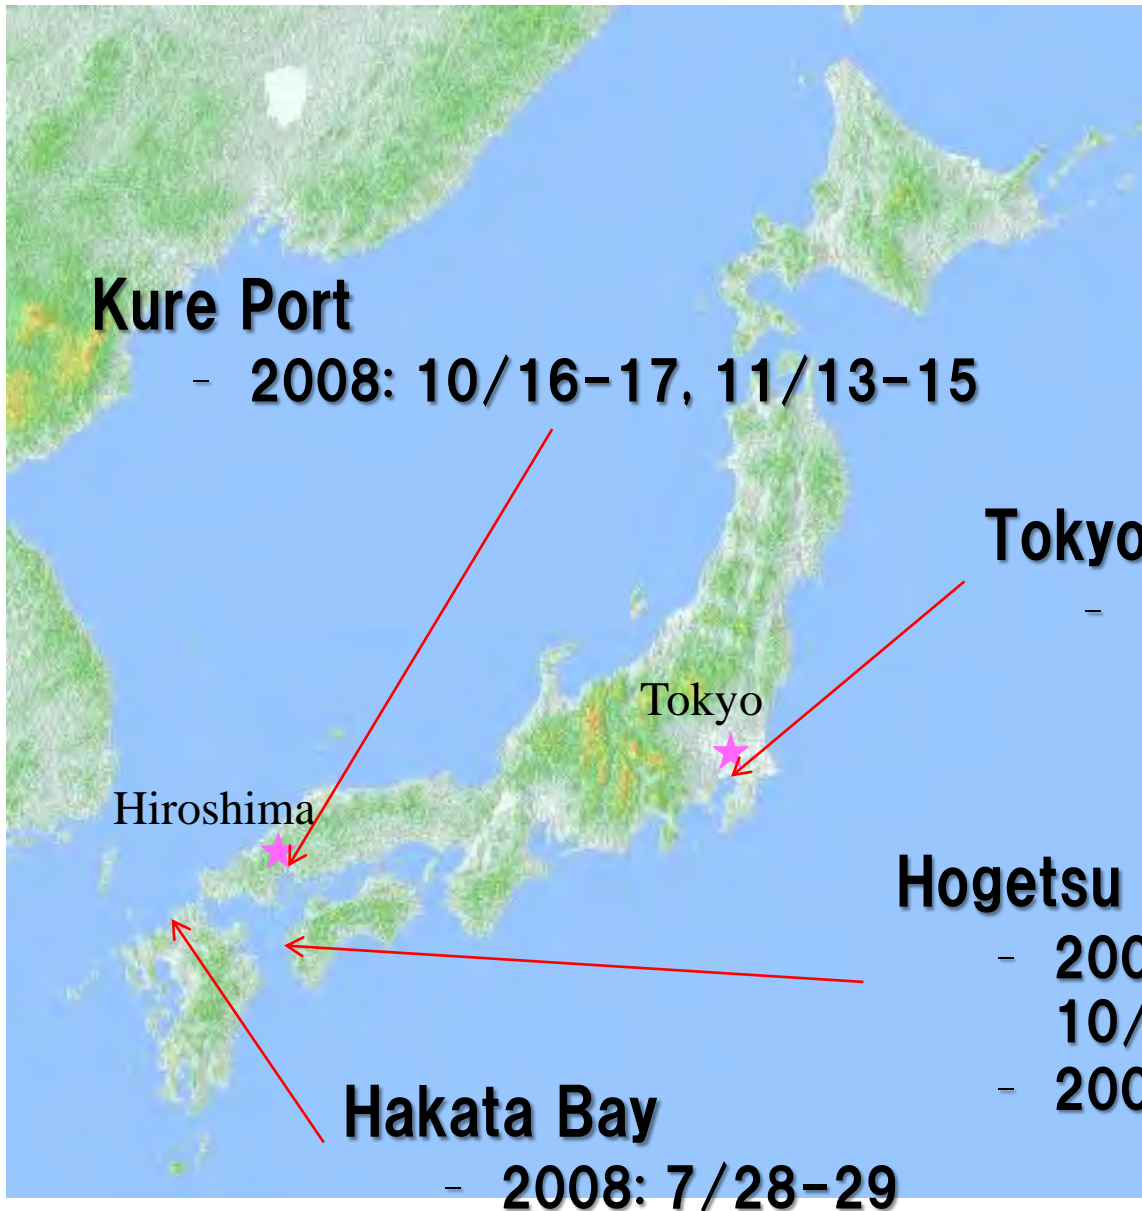 Kure Port
- 2008: 10/16-17, 11/13-15
Tokyo
-
Tokyo
Hiroshima
Hogetsu
- 200
10/
- 200
Hakata Bay
- 2008: 7/28-29